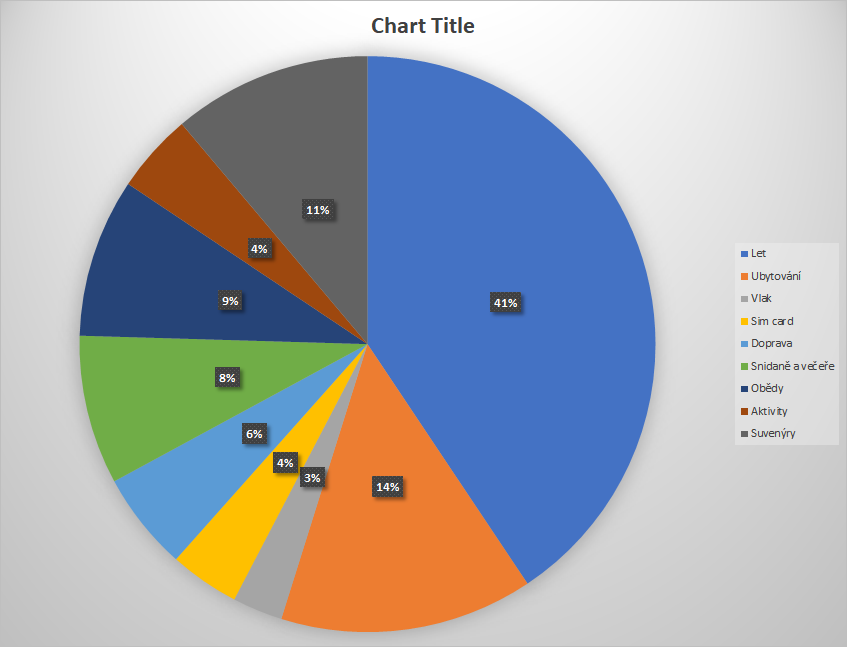 Chart Title
11%
4%
9%
41%
8%
6%
4%
3%
14%
Let
Ubytování
Vlak
Sim card
Doprava
Snidaně a večeře
Obědy
Aktivity
Suvenýry